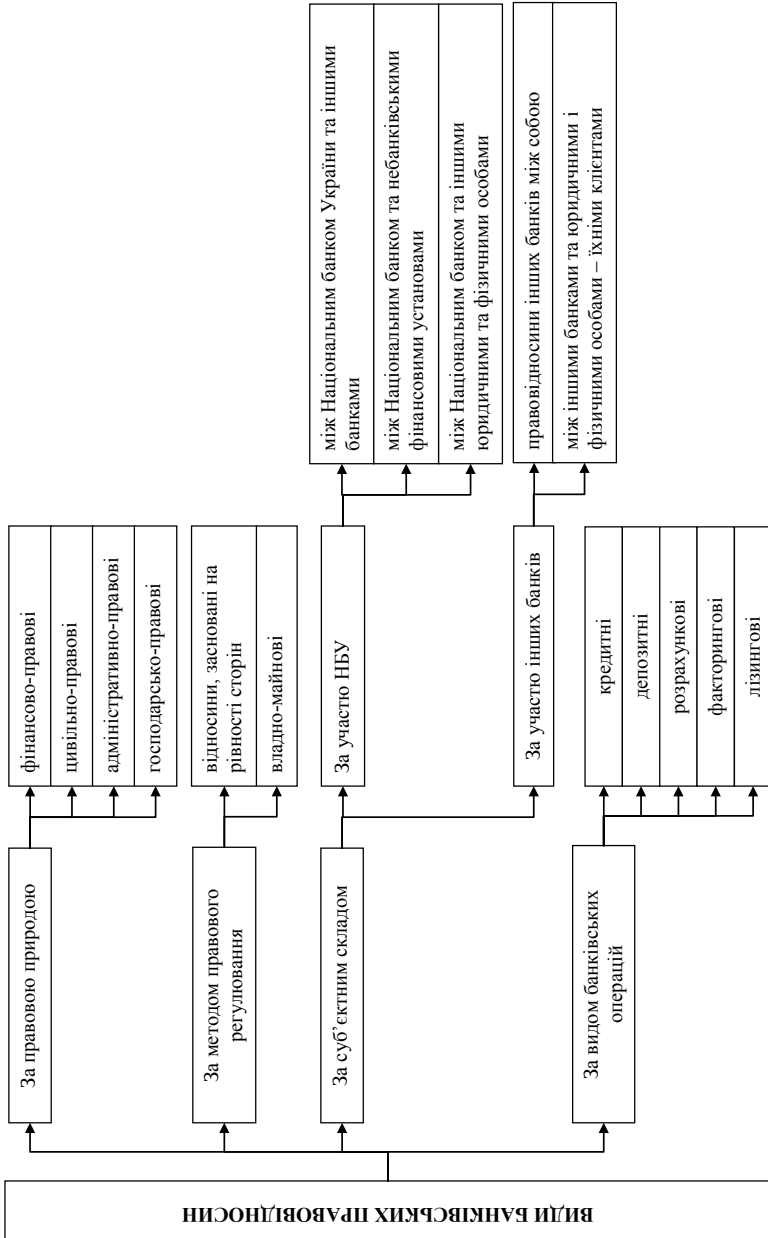 ВИДИ БАНКІВСЬКИХ ПРАВОВІДНОСИН
За правовою природою
фінансово-правові
цивільно-правові
адміністративно-правові
господарсько-правові
За методом правового
регулювання
відносини, засновані на
рівності сторін
владно-майнові
За суб’єктним складом
За участю НБУ
між Національним банком України та іншими
банками
між Національним банком та небанківськими
фінансовими установами
між Національним банком та іншими
юридичними та фізичними особами
За участю інших банків
правовідносини інших банків між собою
між іншими банками та юридичними і
фізичними особами – їхніми клієнтами
За видом банківських
операцій
кредитні
депозитні
розрахункові
факторингові
лізингові